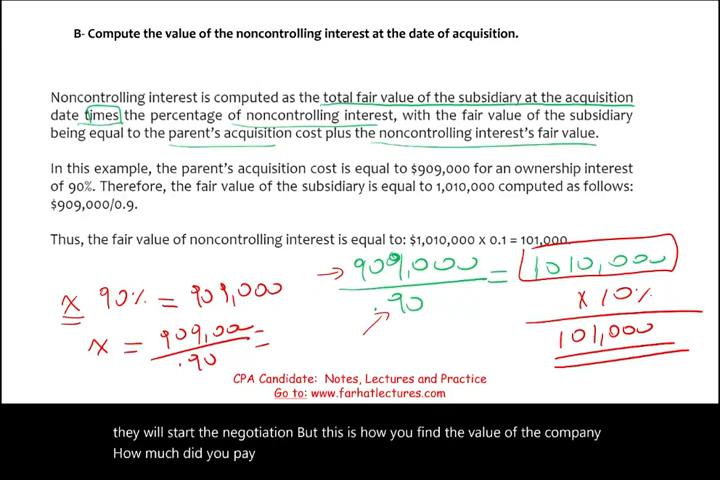 B- Compute the value of the noncontrolling interest at the date of acquisition.
Noncontrolling interest is computed as the total fair value of the subsidiary at the acquisition
date times the percentage of noncontrolling interest, with the fair value of the subsidiary
being equal to the parent's acquisition cost plus the noncontrolling interest's fair value.
In this example, the parent's acquisition cost is equal to $909,000 for an ownership interest
of 90%. Therefore, the fair value of the subsidiary is equal to 1,010,000 computed as follows:
$909,000/0.9.
Thus, the fair value of noncontrolling interest is equal to: $1,010,000 x 0.1 = 101,000.
→ 909,000 = 1010,000
.90
x 10%
101,000
x 90% = 909,000
x = 909,00 =
.90
CPA Candidate: Notes, Lectures and Practice
Go to: www.farhatlectures.com
they will start the negotiation But this is how you find the value of the company
How much did you pay